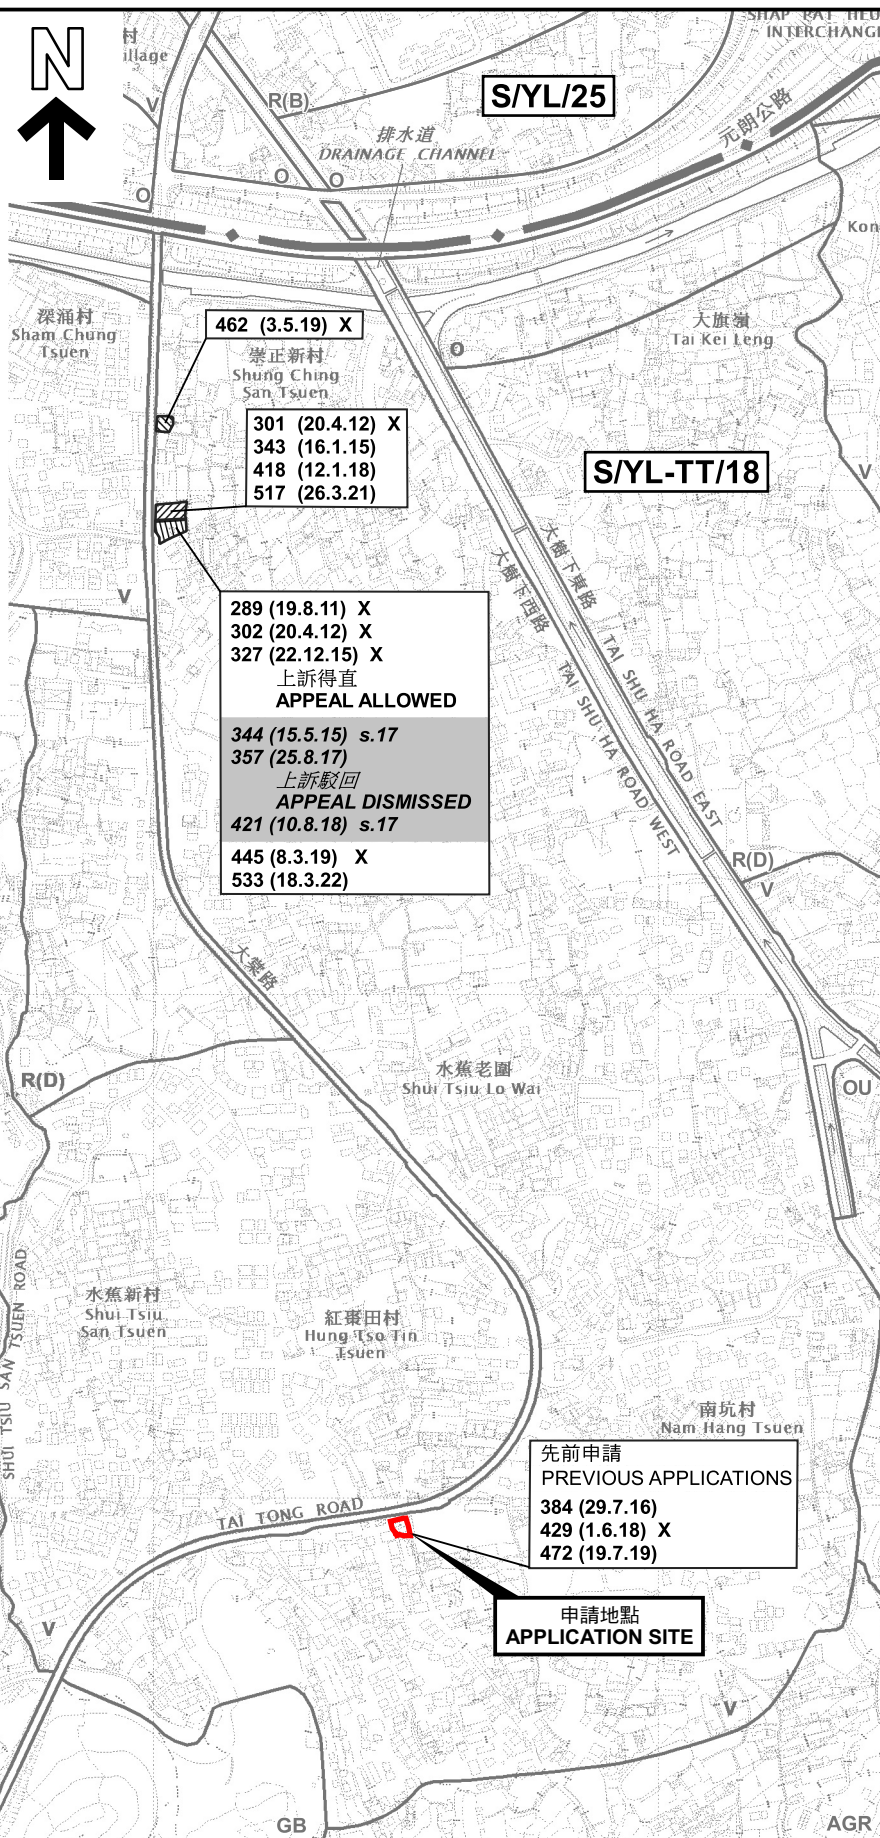 SHAP PAT HEU
INTERCHANG
N
村
illage
V
R(B)
S/YL/25
元朗公路
排水道
DRAINAGE CHANNEL
O
O
O
Kon
深涌村
Sham Chung
Tsuen
462 (3.5.19) X
大旗嶺
Tai Kei Leng
崇正新村
Shung Ching
San Tsuen
O
301 (20.4.12) X
343 (16.1.15)
418 (12.1.18)
517 (26.3.21)
S/YL-TT/18
V
大樹下東路
TAI SHU HA ROAD EAST
大樹下西路
TAI SHU HA ROAD WEST
V
289 (19.8.11) X
302 (20.4.12) X
327 (22.12.15) X
上訴得直
APPEAL ALLOWED
344 (15.5.15) s.17
357 (25.8.17)
上訴駁回
APPEAL DISMISSED
421 (10.8.18) s.17
445 (8.3.19) X
533 (18.3.22)
R(D)
V
大棠路
水蕉老圍
Shui Tsiu Lo Wai
R(D)
OU
水蕉新村
Shui Tsiu
San Tsuen
SHUI TSIU SAN TSUEN ROAD
紅棗田村
Hung Tso Tin
Tsuen
南坑村
Nam Hang Tsuen
先前申請
PREVIOUS APPLICATIONS
384 (29.7.16)
429 (1.6.18) X
472 (19.7.19)
TAI TONG ROAD
申請地點
APPLICATION SITE
V
V
GB
AGR